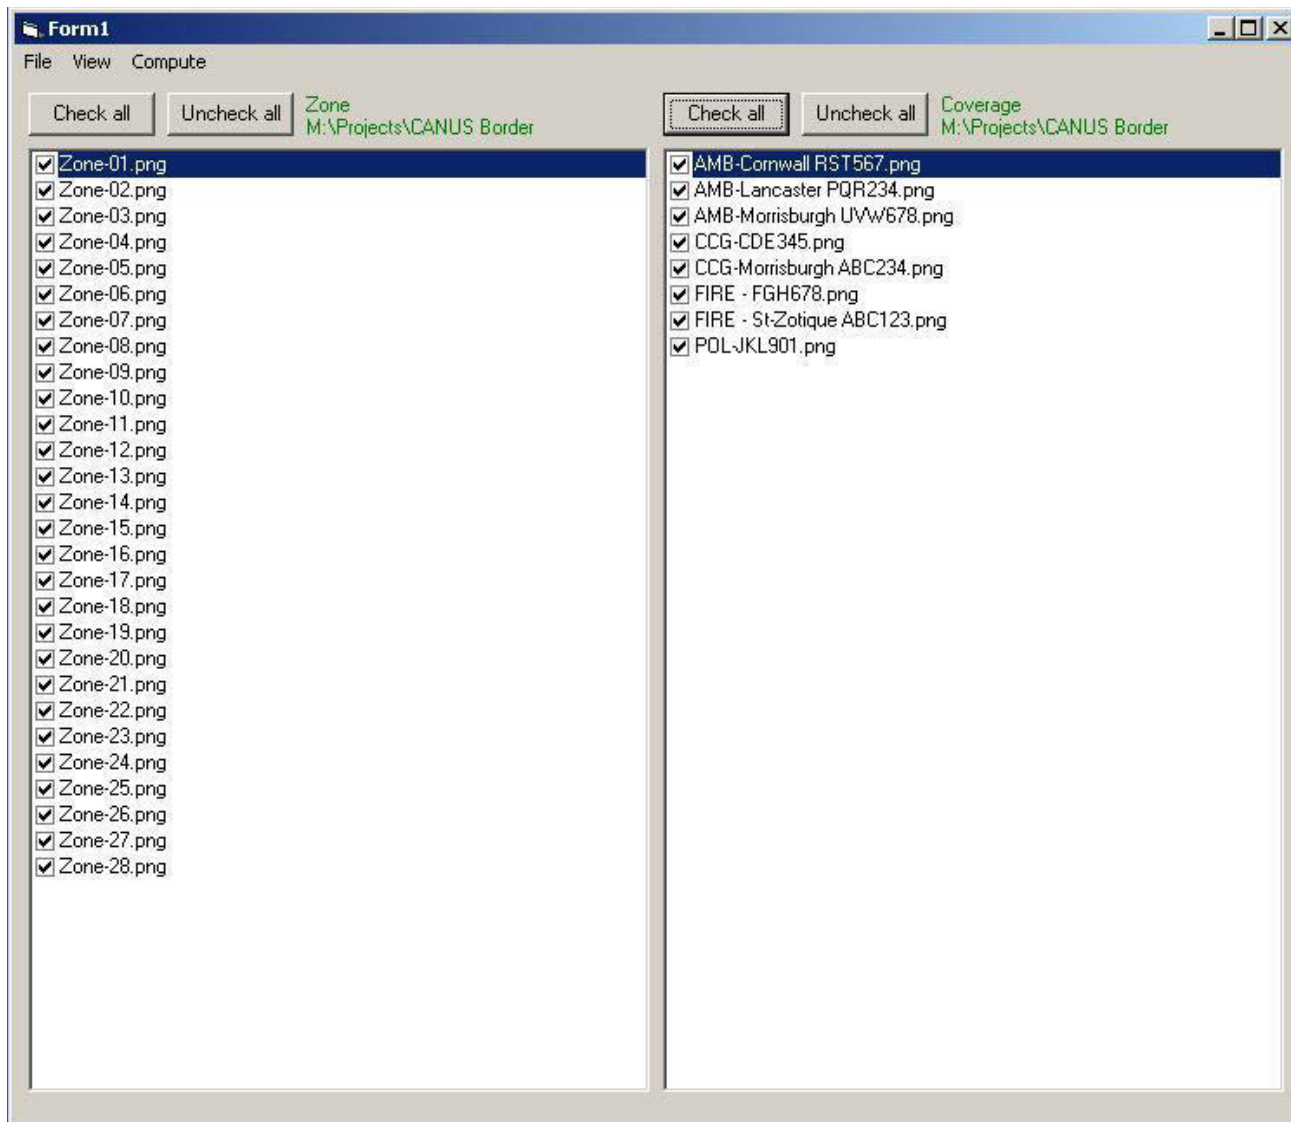 Form1
File View Compute
Check all
Uncheck all
Zone
M:\Projects\CANUS Border
Zone-01.png
Zone-02.png
Zone-03.png
Zone-04.png
Zone-05.png
Zone-06.png
Zone-07.png
Zone-08.png
Zone-09.png
Zone-10.png
Zone-11.png
Zone-12.png
Zone-13.png
Zone-14.png
Zone-15.png
Zone-16.png
Zone-17.png
Zone-18.png
Zone-19.png
Zone-20.png
Zone-21.png
Zone-22.png
Zone-23.png
Zone-24.png
Zone-25.png
Zone-26.png
Zone-27.png
Zone-28.png
Check all
Uncheck all
Coverage
M:\Projects\CANUS Border
AMB-Cornwall RST567.png
AMB-Lancaster PQR234.png
AMB-Morrisburgh UVW678.png
CCG-CDE345.png
CCG-Morrisburgh ABC234.png
FIRE - FGH678.png
FIRE - St-Zotique ABC123.png
POL-JKL901.png